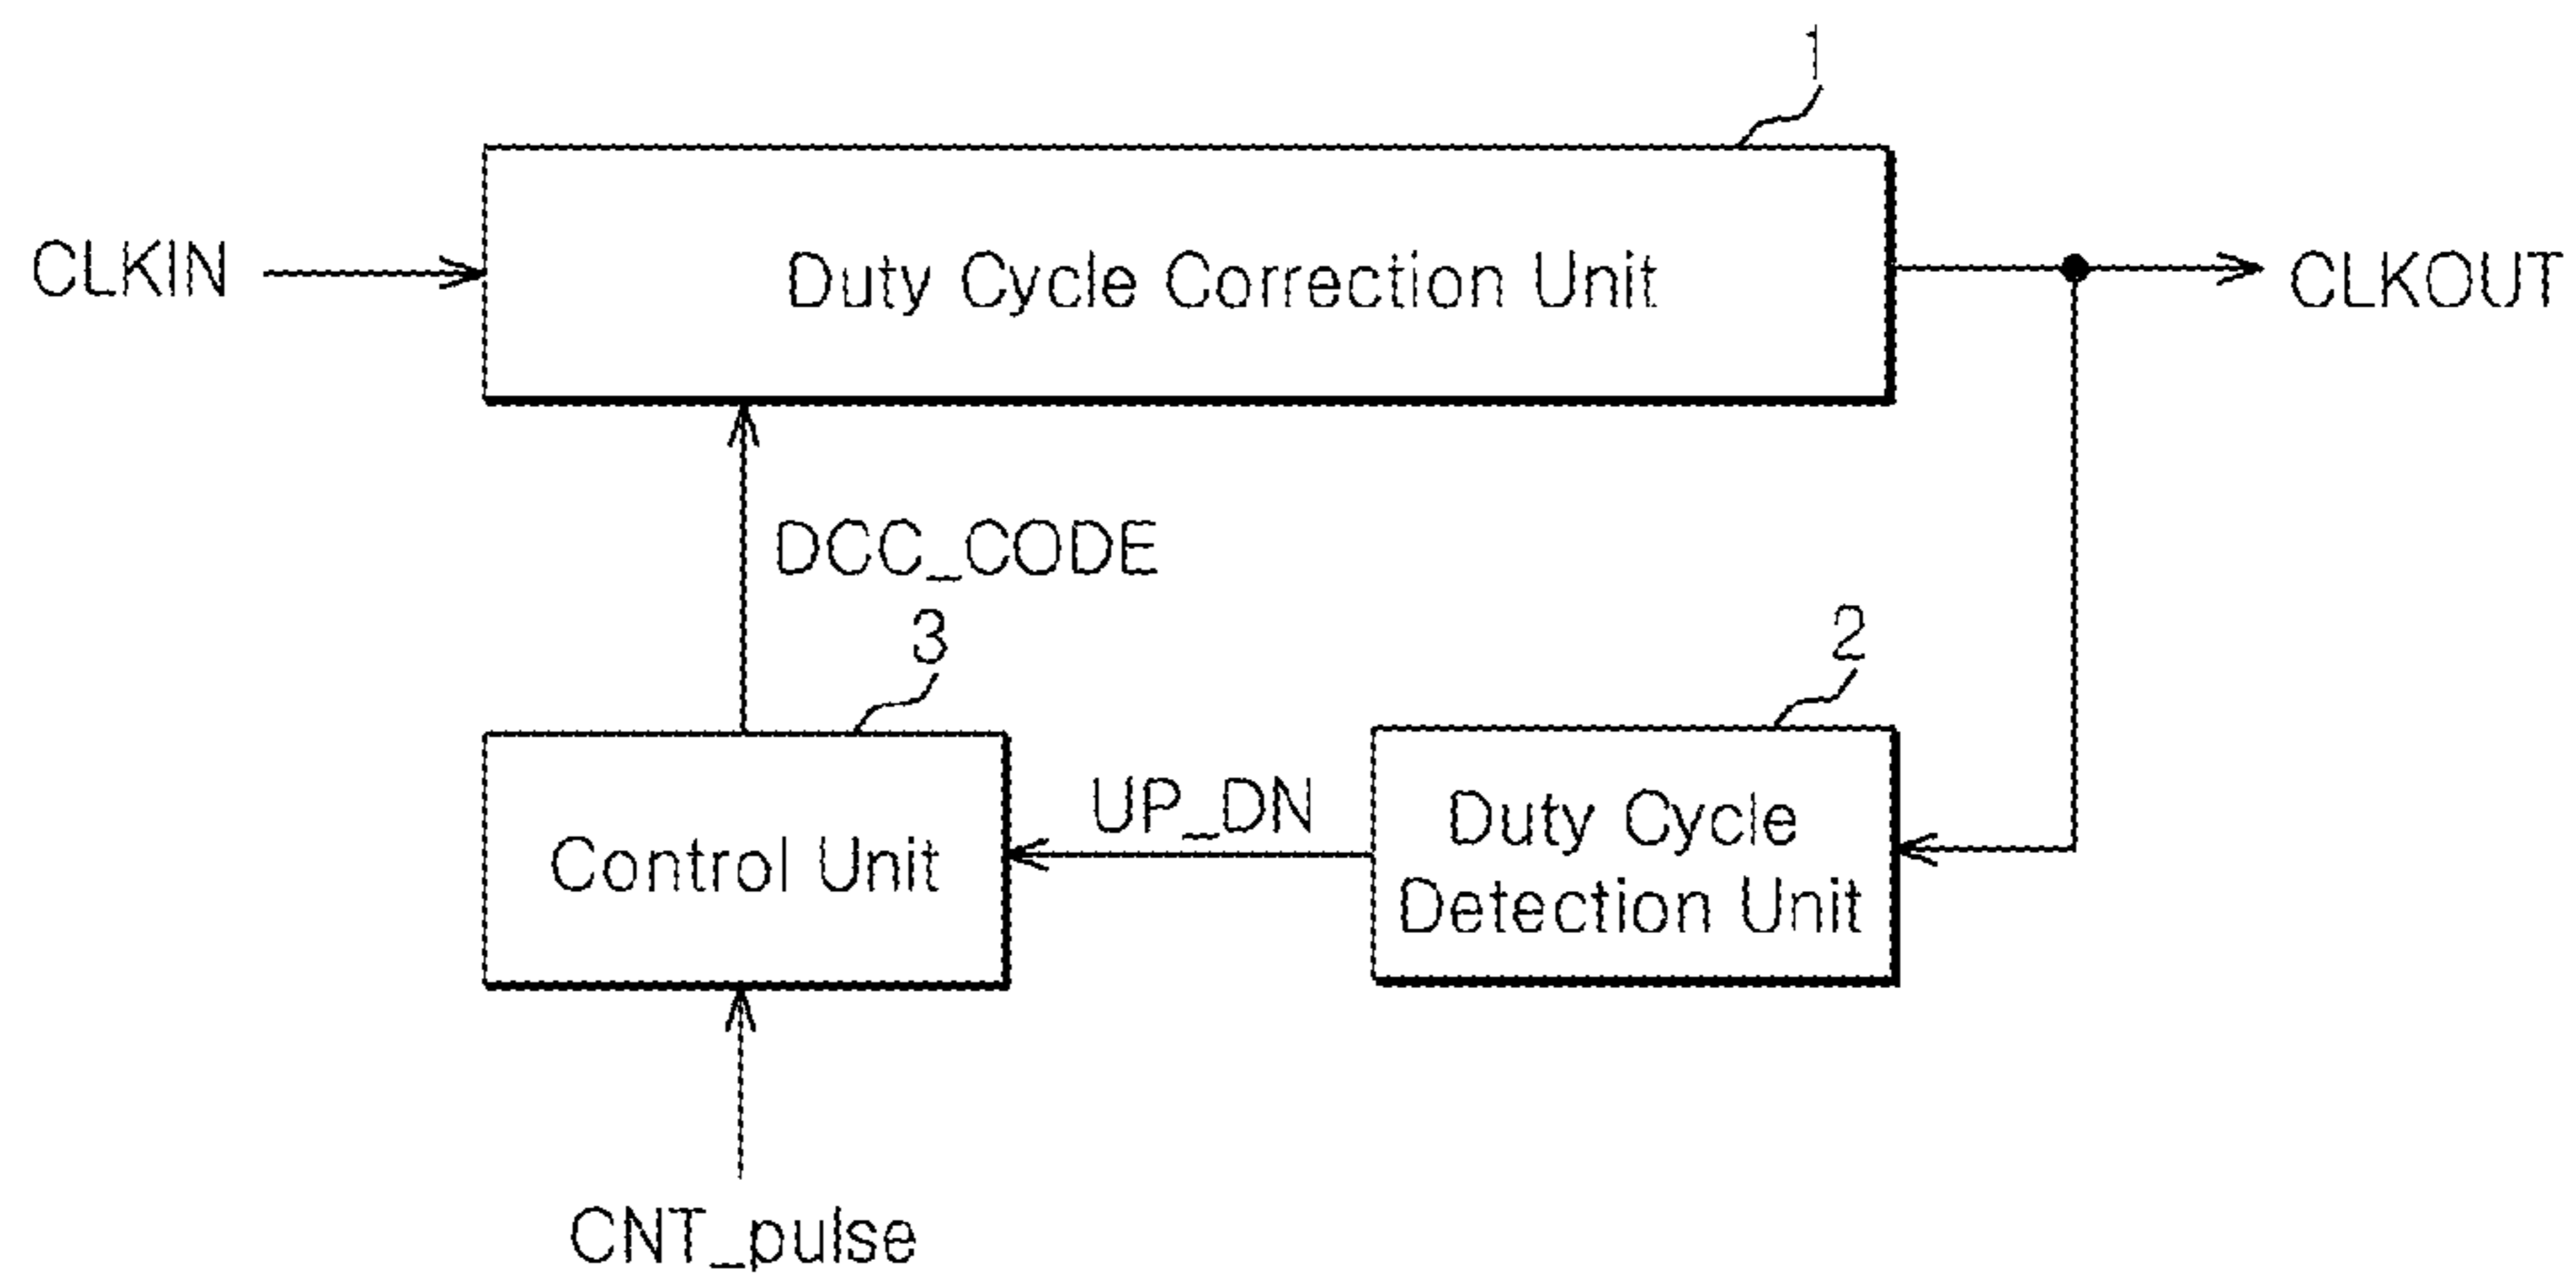 1
CLKIN
Duty Cycle Correction Unit
CLKOUT
DCC_CODE
3
2
UP_DN
Duty Cycle
Detection Unit
Control Unit
CNT_pulse